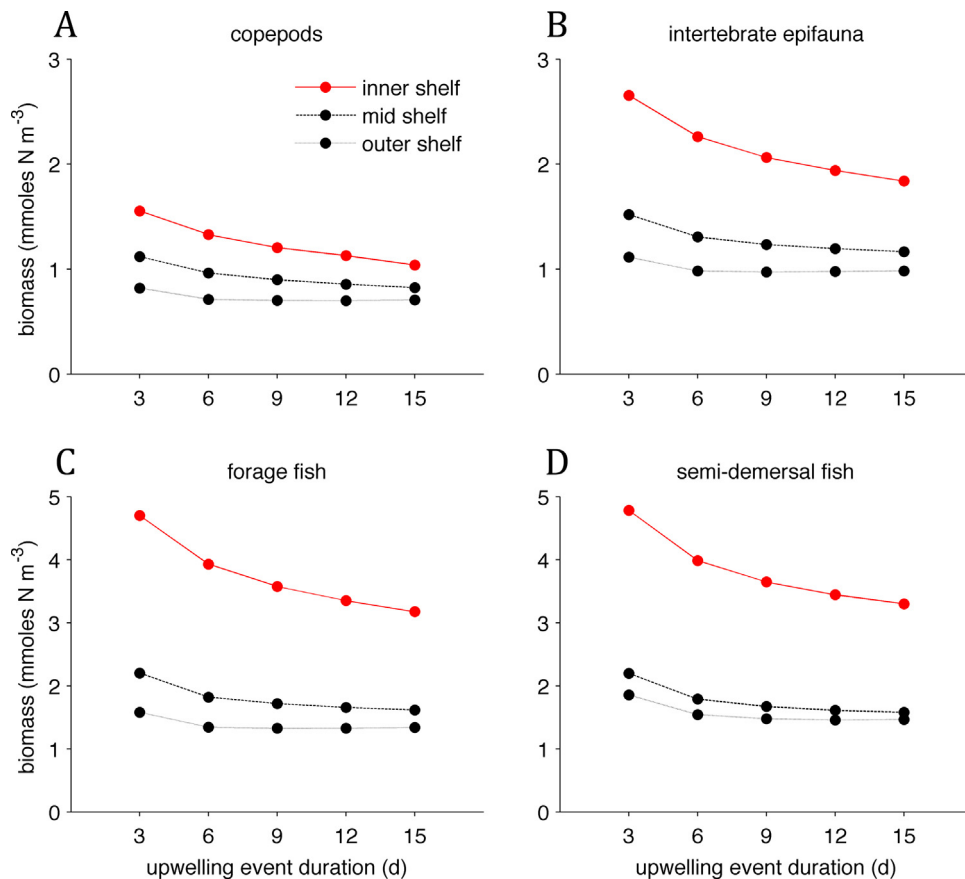 A
copepods
3
2
1
0
biomass (mmoles N m-3)
inner shelf
mid shelf
outer shelf
3 6 9 12 15
B
intertebrate epifauna
3
2
1
0
3 6 9 12 15
C
forage fish
5
4
3
2
1
0
biomass (mmoles N m-3)
3 6 9 12 15
upwelling event duration (d)
D
semi-demersal fish
5
4
3
2
1
0
3 6 9 12 15
upwelling event duration (d)